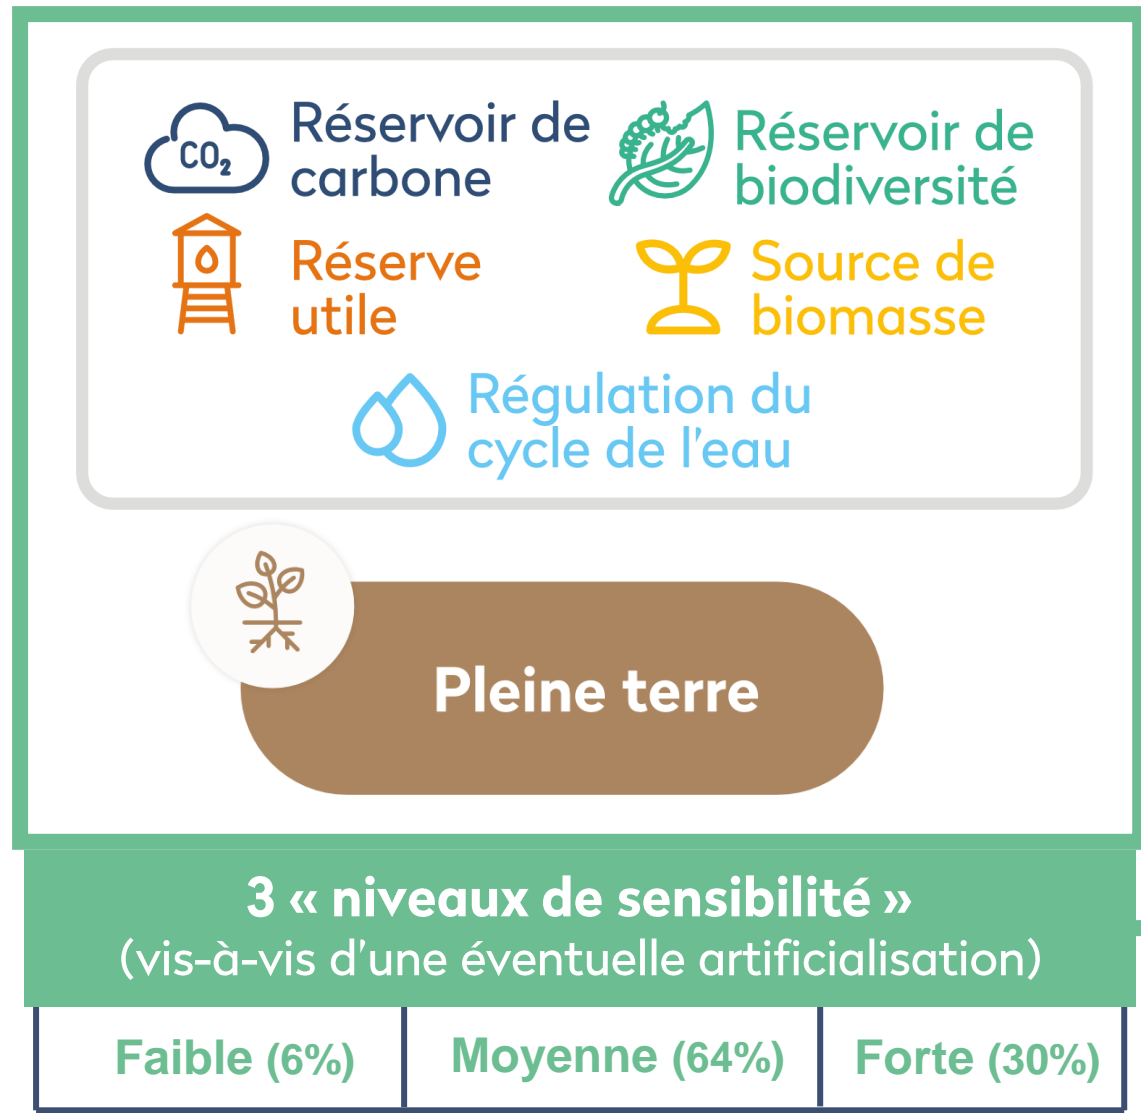 CO₂
Réservoir de
carbone
Réservoir de
biodiversité
Réserve
utile
Source de
biomasse
Régulation du
cycle de l'eau
Pleine terre
3 « niveaux de sensibilité »
(vis-à-vis d'une éventuelle artificialisation)
Faible (6%)
Moyenne (64%)
Forte (30%)